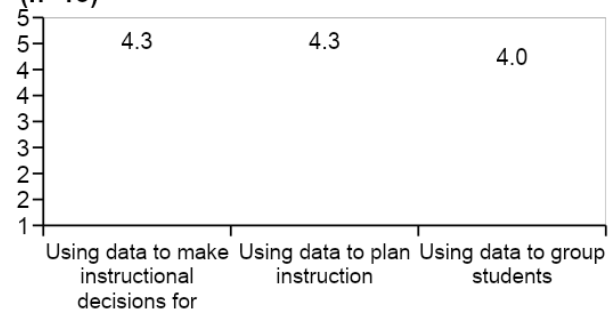 5
5
4
4
3
3
2
2
1
4.3
4.3
4.0
Using data to make
instructional
decisions for
Using data to plan
instruction
Using data to group
students